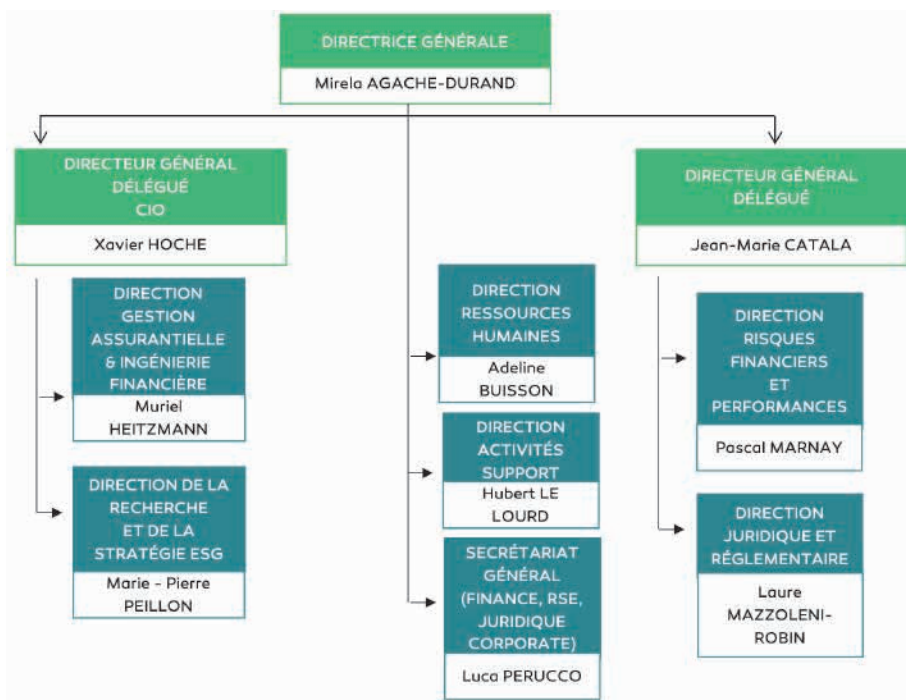 DIRECTRICE GÉNÉRALE
Mirela AGACHE-DURAND
DIRECTEUR GÉNÉRAL
DÉLÉGUÉ
CIO
Xavier HOCHE
DIRECTION
GESTION
ASSURANTIELLE
& INGÉNIERIE
FINANCIÈRE
Muriel
HEITZMANN
DIRECTION DE LA
RECHERCHE
ET DE LA
STRATÉGIE ESG
Marie - Pierre
PEILLON
DIRECTION
RESSOURCES
HUMAINES
Adeline
BUISSON
DIRECTION
ACTIVITÉS
SUPPORT
Hubert LE
LOURD
SECRÉTARIAT
GÉNÉRAL
(FINANCE, RSE,
JURIDIQUE
CORPORATE)
Luca PERUCCO
DIRECTEUR GÉNÉRAL
DÉLÉGUÉ
Jean-Marie CATALA
DIRECTION
RISQUES
FINANCIERS
ET
PERFORMANCES
Pascal MARNAY
DIRECTION
JURIDIQUE ET
RÉGLEMENTAIRE
Laure
MAZZOLENI-
ROBIN